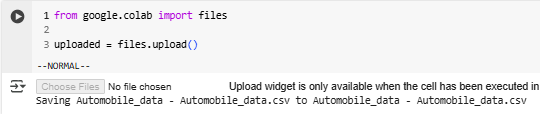 1 from google.colab import files
2
3 uploaded = files.upload()
--NORMAL--
Choose Files No file chosen Upload widget is only available when the cell has been executed in
Saving Automobile_data - Automobile_data.csv to Automobile_data - Automobile_data.csv